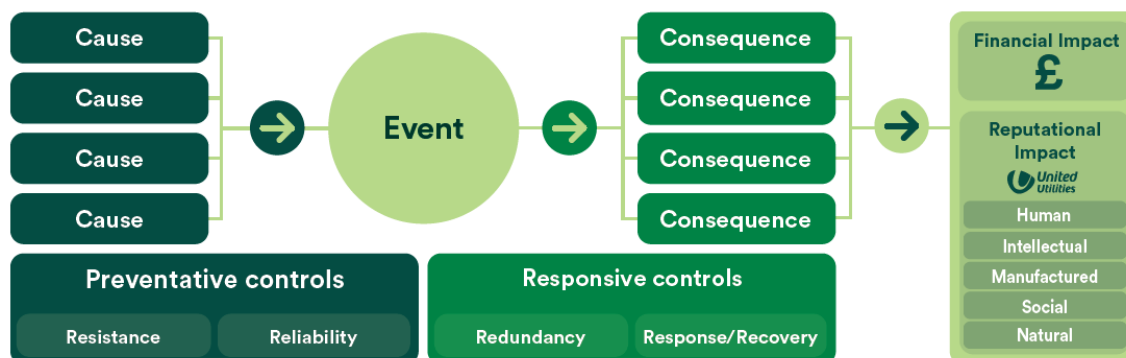 Cause
Cause
Cause
Cause
Event
Consequence
Consequence
Consequence
Consequence
Financial Impact
£
Reputational
Impact
United
Utilities
Human
Intellectual
Manufactured
Social
Natural
Preventative controls
Resistance
Reliability
Responsive controls
Redundancy
Response/Recovery